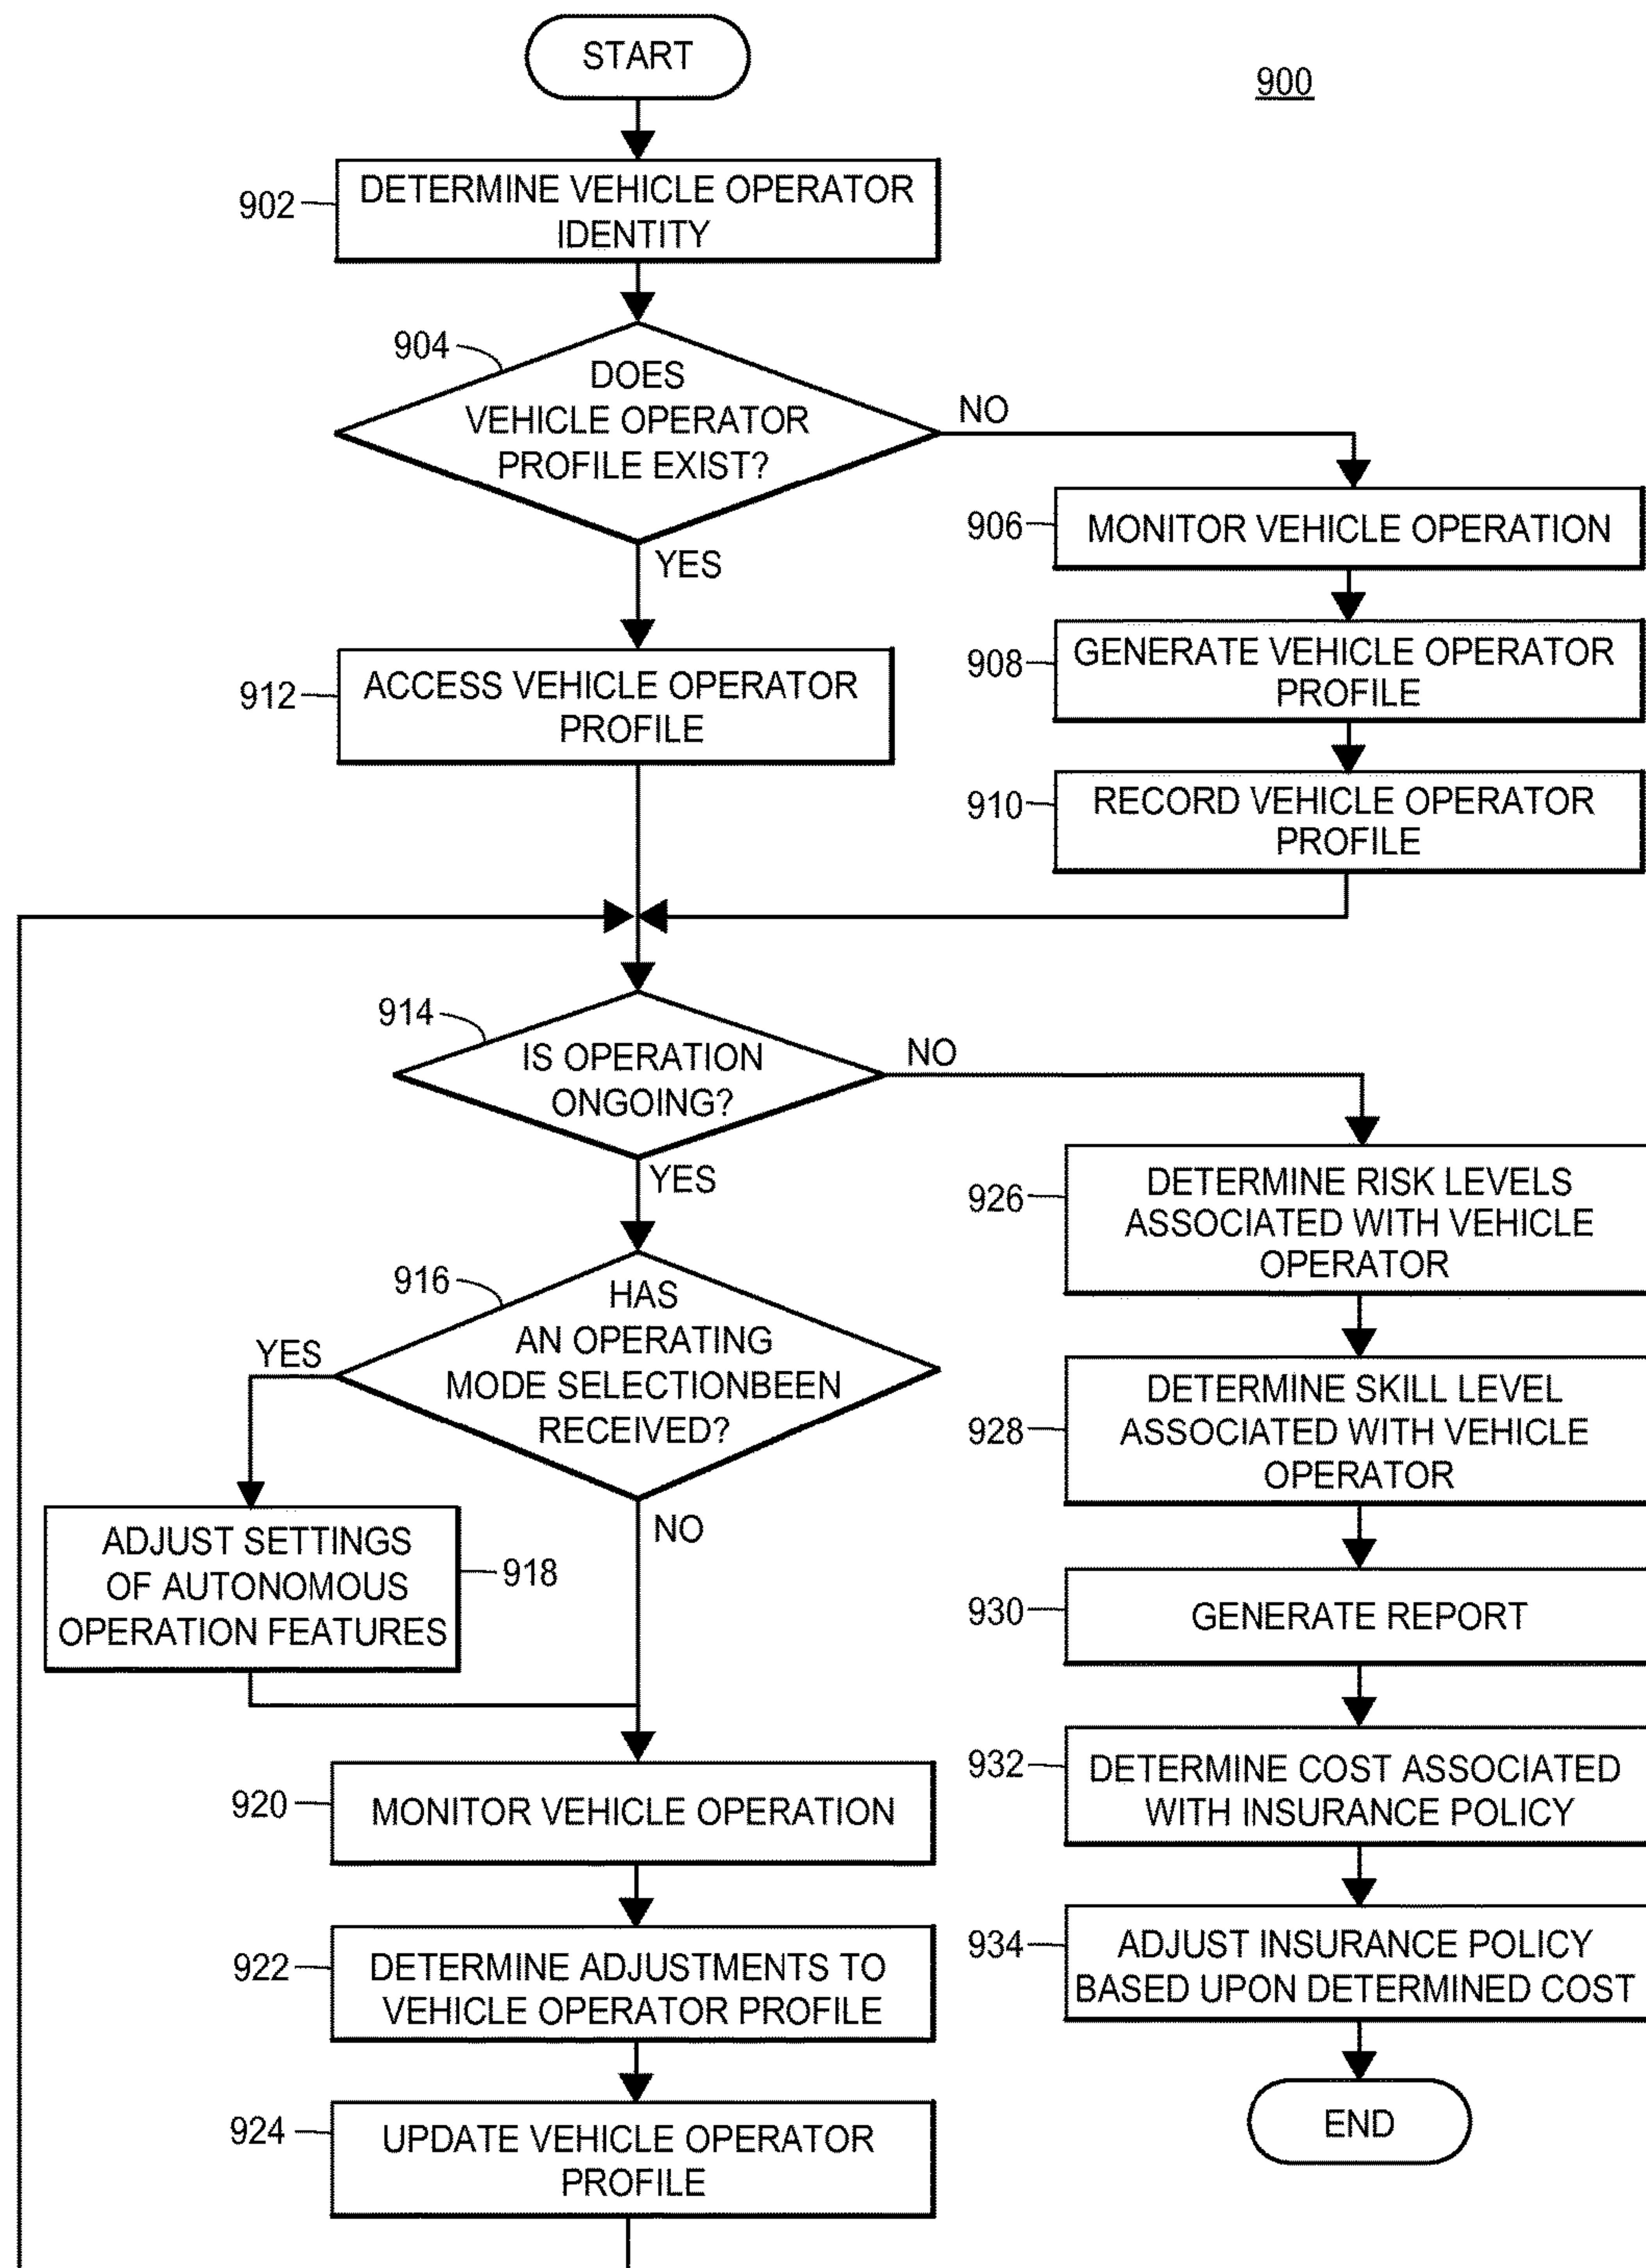 START
900
902
DETERMINE VEHICLE OPERATOR
IDENTITY
904
DOES
VEHICLE OPERATOR
PROFILE EXIST?
NO
YES
906
MONITOR VEHICLE OPERATION
908
GENERATE VEHICLE OPERATOR
PROFILE
910
RECORD VEHICLE OPERATOR
PROFILE
912
ACCESS VEHICLE OPERATOR
PROFILE
914
IS OPERATION
ONGOING?
NO
YES
916
HAS
AN OPERATING
MODE SELECTIONBEEN
RECEIVED?
YES
NO
ADJUST SETTINGS
OF AUTONOMOUS
OPERATION FEATURES
918
920
MONITOR VEHICLE OPERATION
922
DETERMINE ADJUSTMENTS TO
VEHICLE OPERATOR PROFILE
924
UPDATE VEHICLE OPERATOR
PROFILE
926
DETERMINE RISK LEVELS
ASSOCIATED WITH VEHICLE
OPERATOR
928
DETERMINE SKILL LEVEL
ASSOCIATED WITH VEHICLE
OPERATOR
930
GENERATE REPORT
932
DETERMINE COST ASSOCIATED
WITH INSURANCE POLICY
934
ADJUST INSURANCE POLICY
BASED UPON DETERMINED COST
END